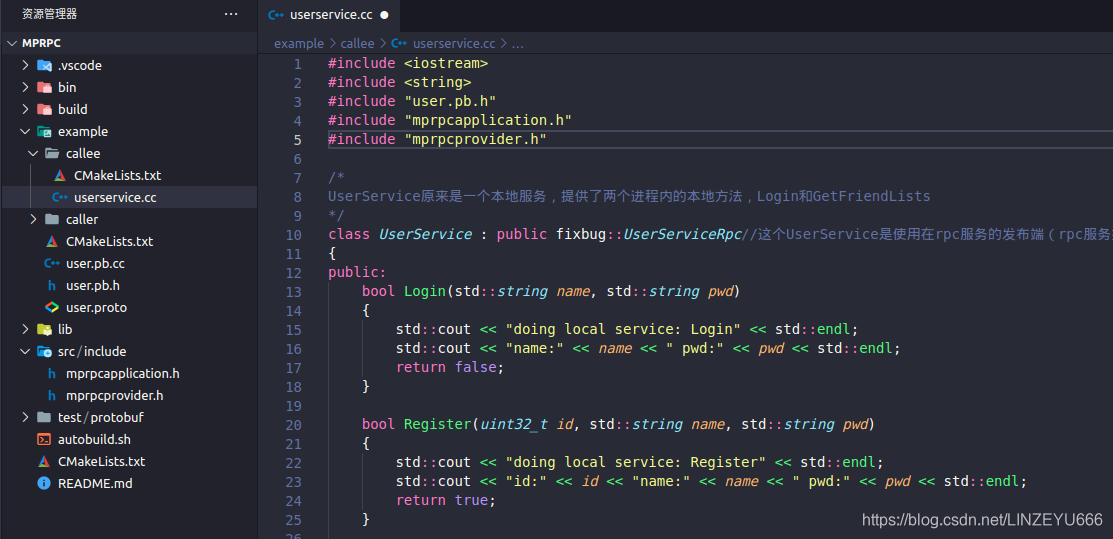 资源管理器
MPRPC
.vscode
bin
build
example
callee
CMakeLists.txt
userservice.cc
caller
CMakeLists.txt
user.pb.cc
user.pb.h
user.proto
lib
src/include
mprpcapplication.h
mprpcprovider.h
test/protobuf
autobuild.sh
CMakeLists.txt
README.md
userservice.cc
example > callee > userservice.cc > ...
1 #include <iostream>
2 #include <string>
3 #include "user.pb.h"
4 #include "mprpcapplication.h"
5 #include "mprpcprovider.h"
6
7 /*
8 UserService原来是一个本地服务，提供了两个进程内的本地方法，Login和GetFriendLists
9 */
10 class UserService : public fixbug::UserServiceRpc//这个UserService是使用在rpc服务的发布端（rpc服务
11 {
12 public:
13 bool Login(std::string name, std::string pwd)
14 {
15 std::cout << "doing local service: Login" << std::endl;
16 std::cout << "name:" << name << " pwd:" << pwd << std::endl;
17 return false;
18 }
19
20 bool Register(uint32_t id, std::string name, std::string pwd)
21 {
22 std::cout << "doing local service: Register" << std::endl;
23 std::cout << "id:" << id << "name:" << name << " pwd:" << pwd << std::endl;
24 return true;
25 }
26
https://blog.csdn.net/LINZEYU666